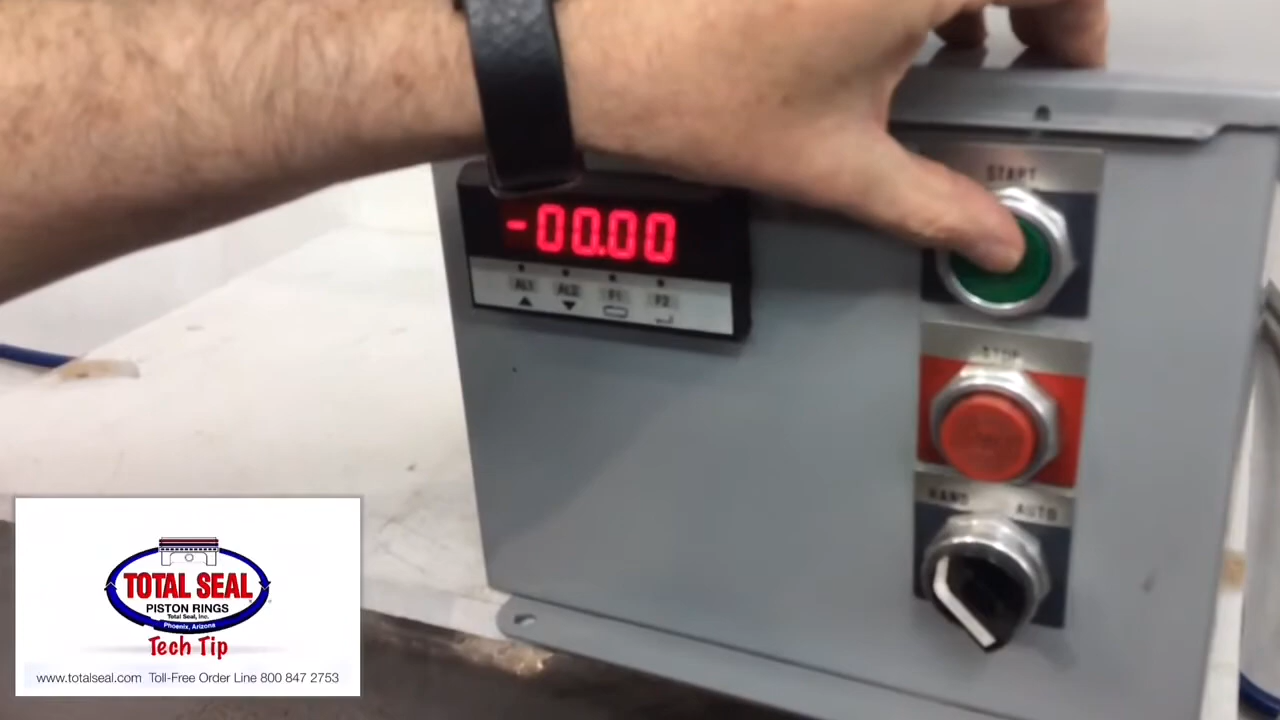 START
-00.00
AL1 AL2 F1 F2
STOP
HAND AUTO
TOTAL SEAL
PISTON RINGS
Total Seal, Inc.
Phoenix, Arizona
Tech Tip
www.totalseal.com Toll-Free Order Line 800 847 2753